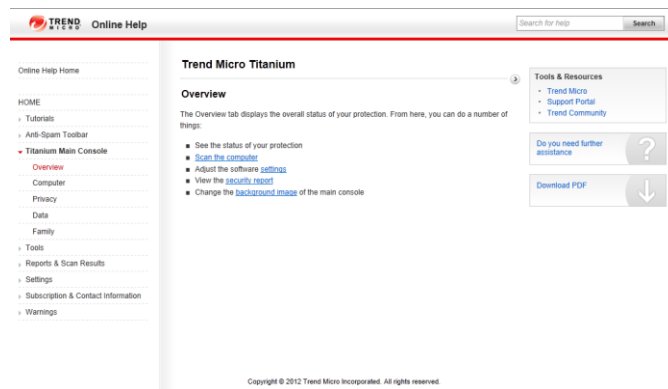 TREND MICRO Online Help
Search for help Search
Online Help Home
HOME
Tutorials
Anti-Spam Toolbar
Titanium Main Console
Overview
Computer
Privacy
Data
Family
Tools
Reports & Scan Results
Settings
Subscription & Contact Information
Warnings
Trend Micro Titanium
Overview
The Overview tab displays the overall status of your protection. From here, you can do a number of
things:
See the status of your protection
Scan the computer
Adjust the software settings
View the security report
Change the background image of the main console
Tools & Resources
Trend Micro
Support Portal
Trend Community
Do you need further
assistance
?
Download PDF
Copyright © 2012 Trend Micro Incorporated. All rights reserved.